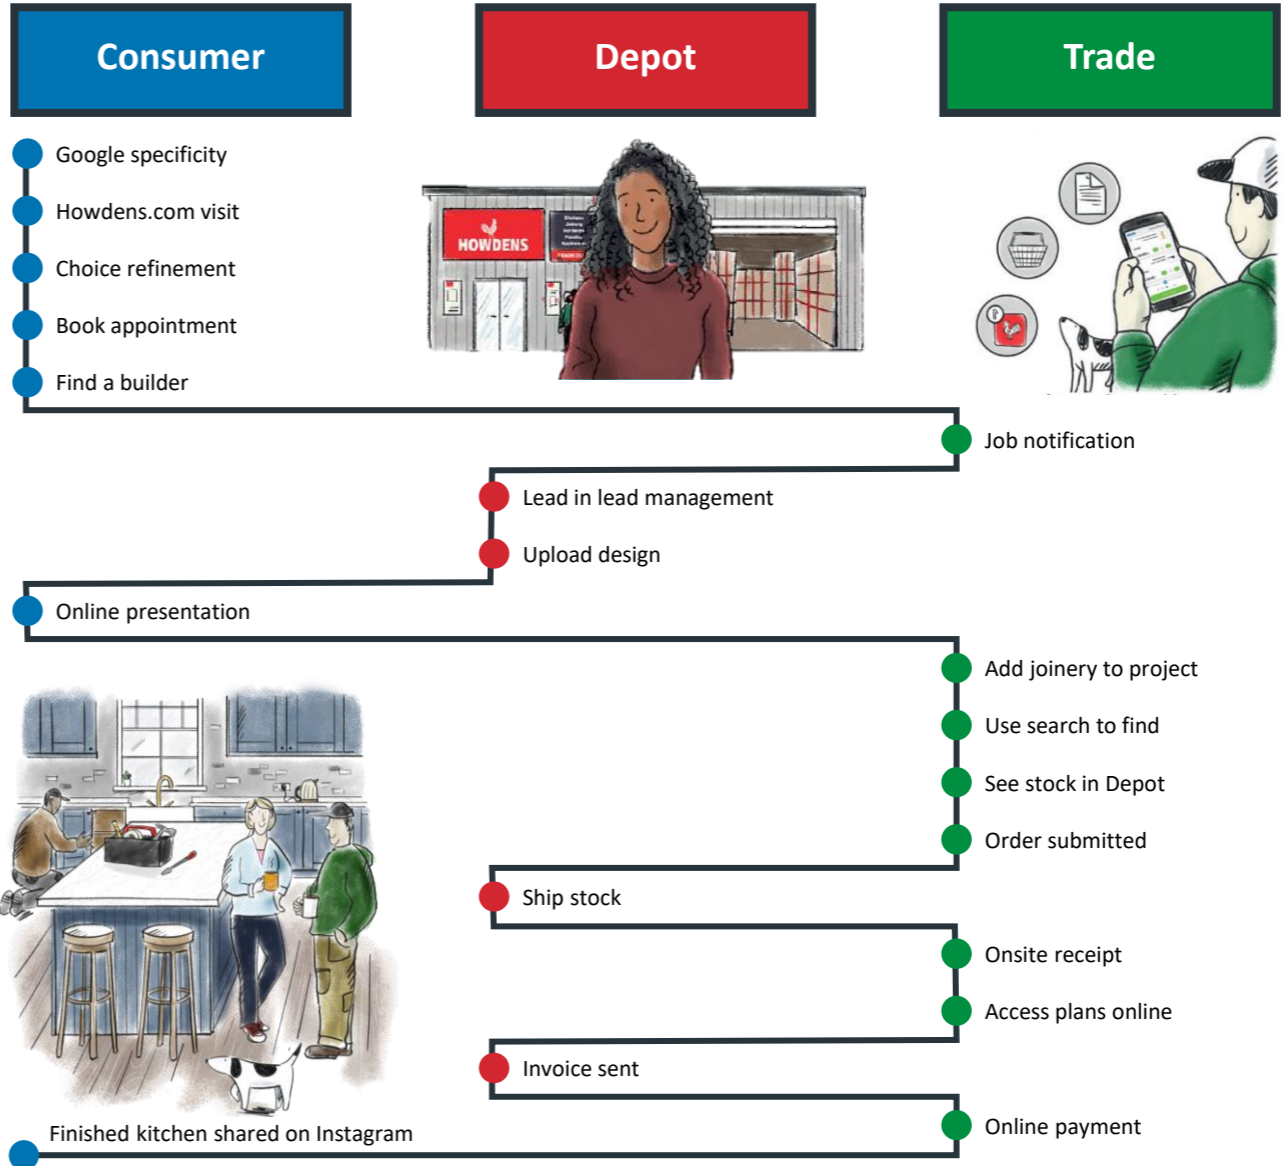 Consumer
Depot
Trade
Google specificity
Howdens.com visit
Choice refinement
Book appointment
Find a builder
HOWDENS
Job notification
Lead in lead management
Upload design
Online presentation
Add joinery to project
Use search to find
See stock in Depot
Order submitted
Ship stock
Onsite receipt
Access plans online
Invoice sent
Online payment
Finished kitchen shared on Instagram